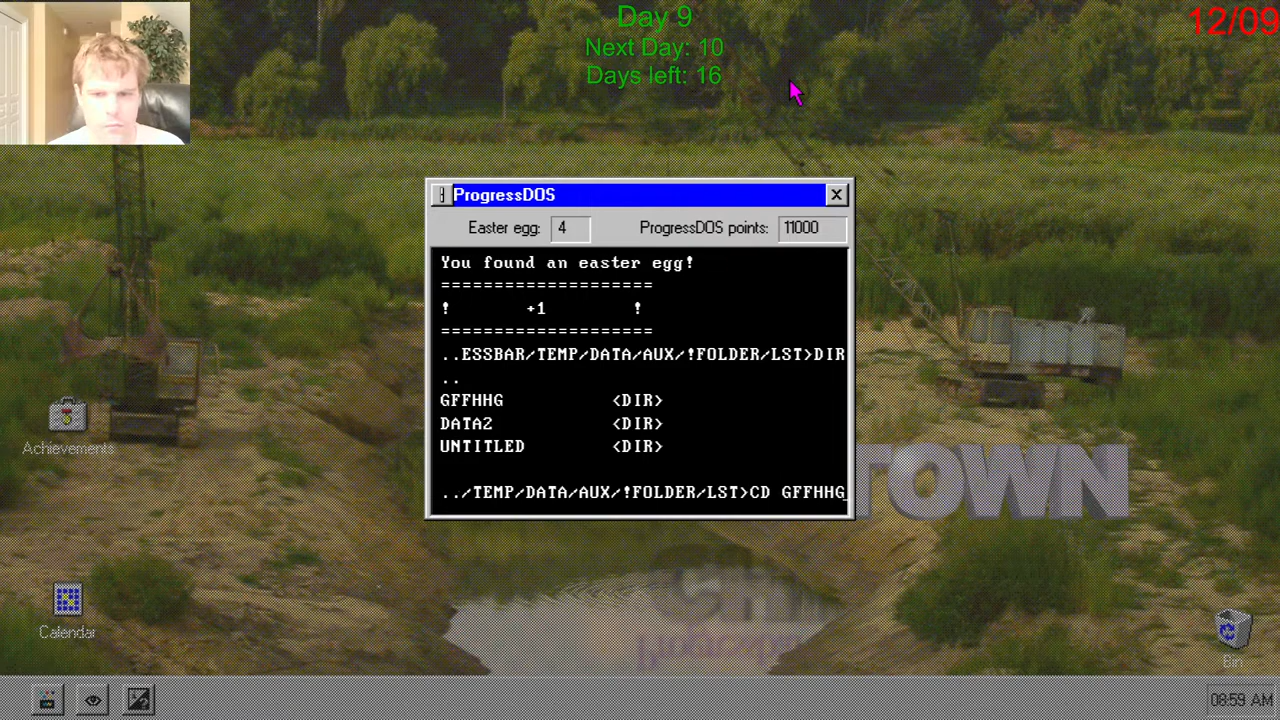 Day 9
Next Day: 10
Days left: 16
12/09
ProgressDOS
Easter egg: 4
ProgressDOS points: 11000
You found an easter egg!
====================
! +1 !
====================
..ESSBAR/TEMP/DATA/AUX/!FOLDER/LST>DIR
..
GFFHHG <DIR>
DATA2 <DIR>
UNTITLED <DIR>
../TEMP/DATA/AUX/!FOLDER/LST>CD GFFHHG_
TOWN
Achievements
Calendar
Bin
08:59 AM